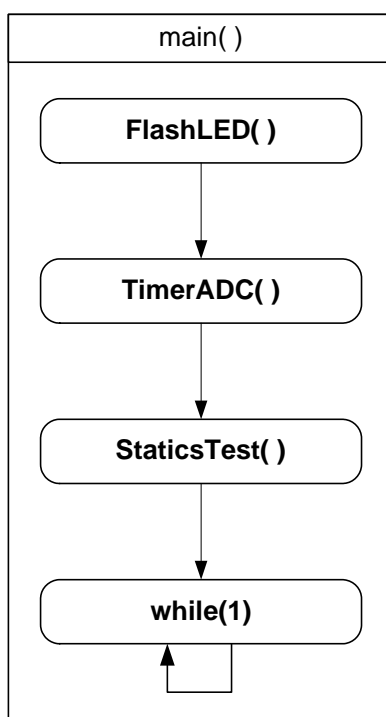 main( )
FlashLED( )
TimerADC( )
StaticsTest( )
while(1)